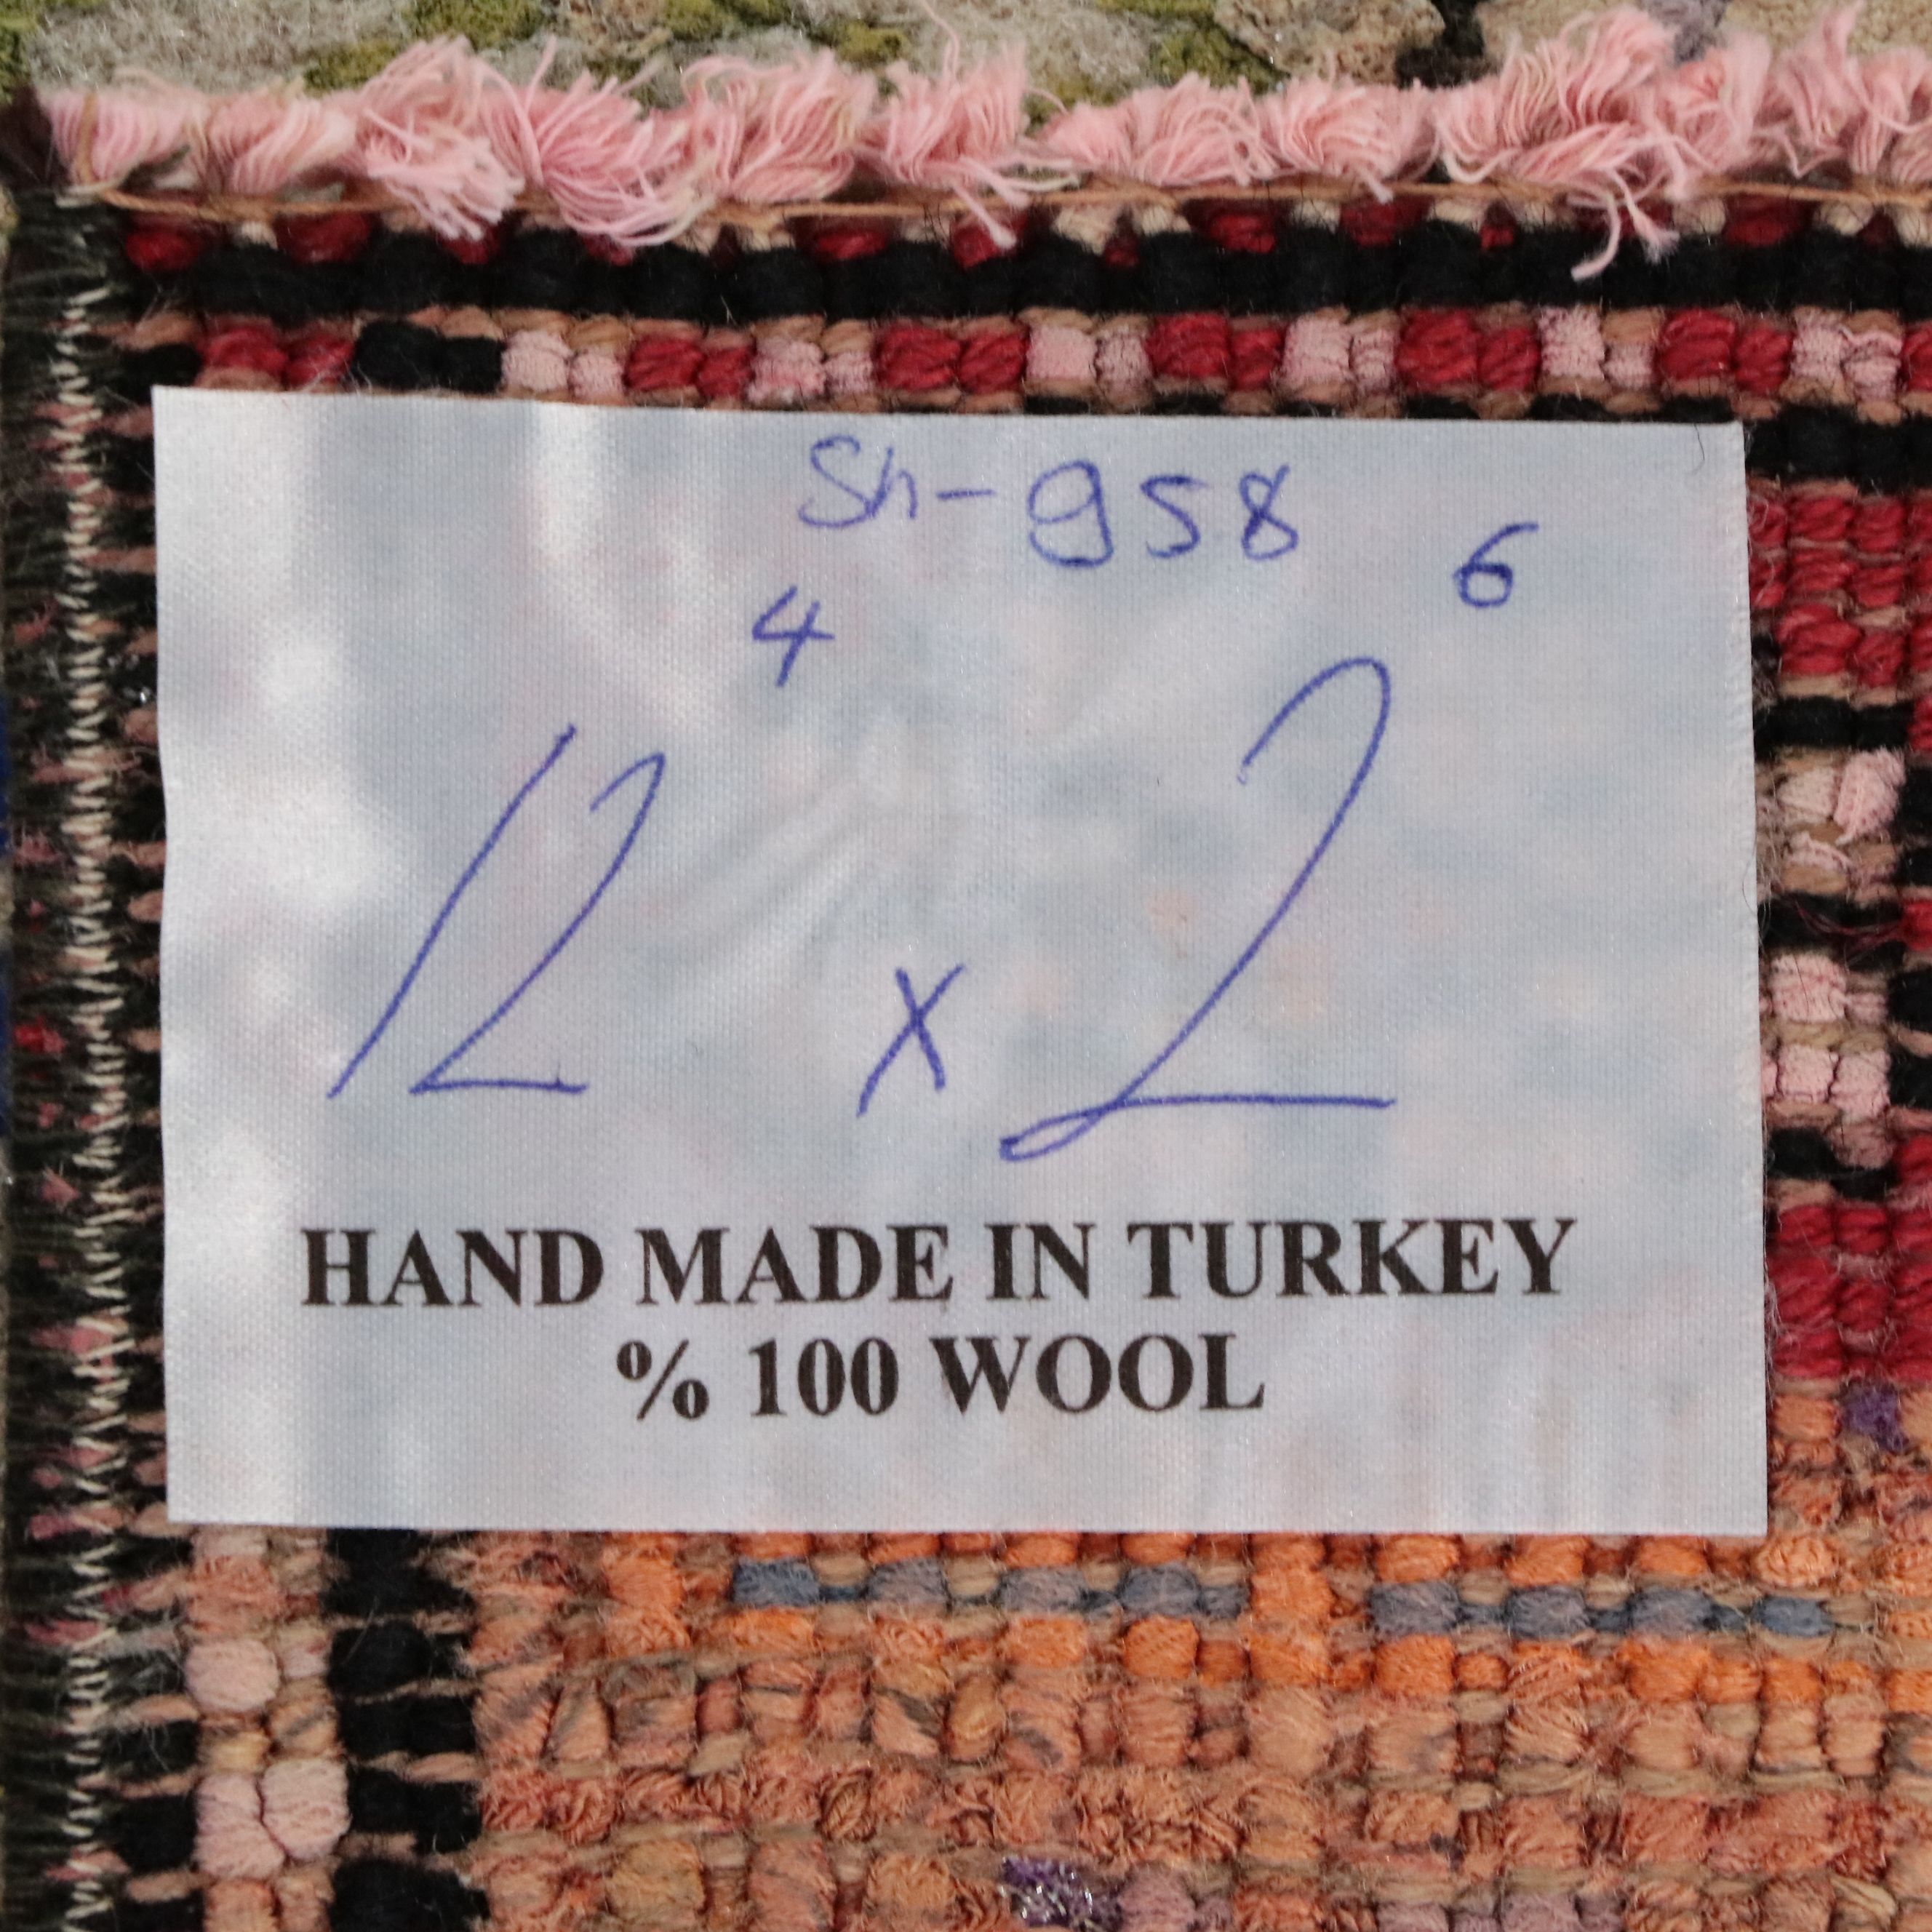 Sh-958
4 6
12 x 2
HAND MADE IN TURKEY
% 100 WOOL